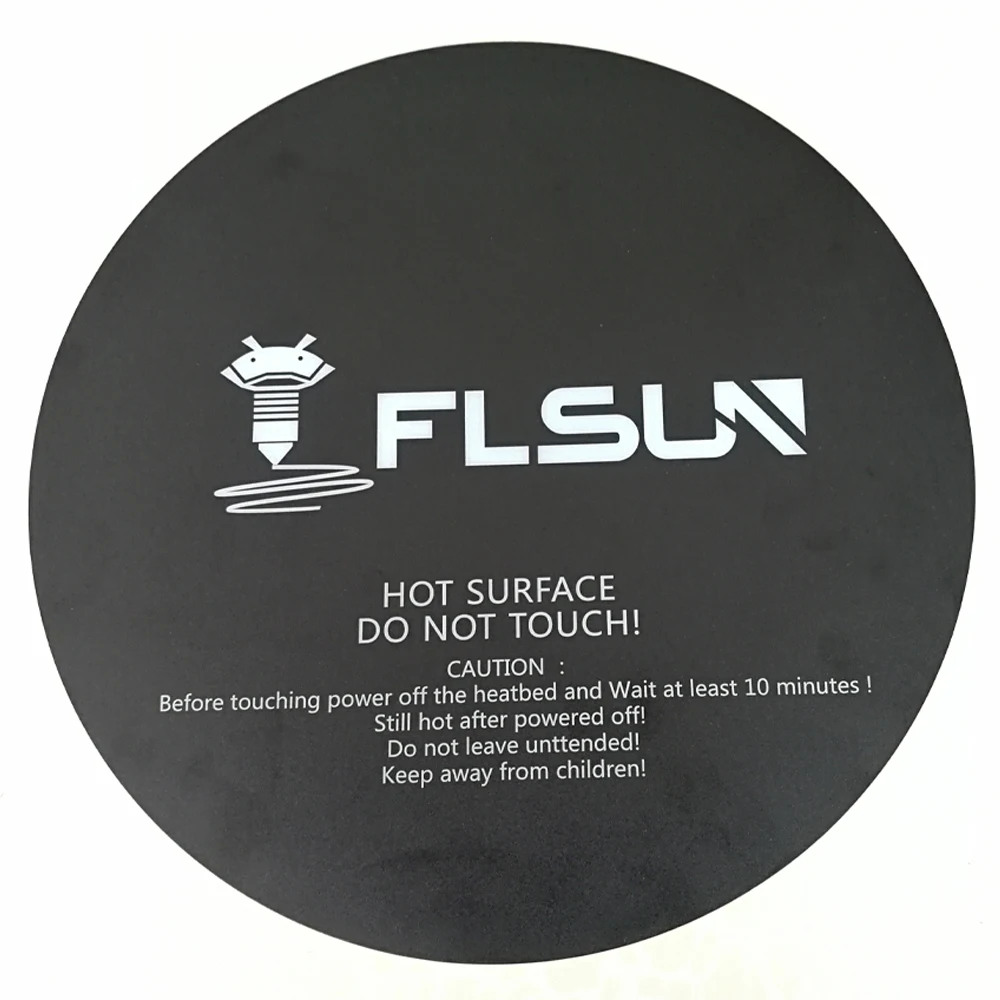 FLSUN
HOT SURFACE
DO NOT TOUCH!
CAUTION :
Before touching power off the heatbed and Wait at least 10 minutes !
Still hot after powered off!
Do not leave unttended!
Keep away from children!